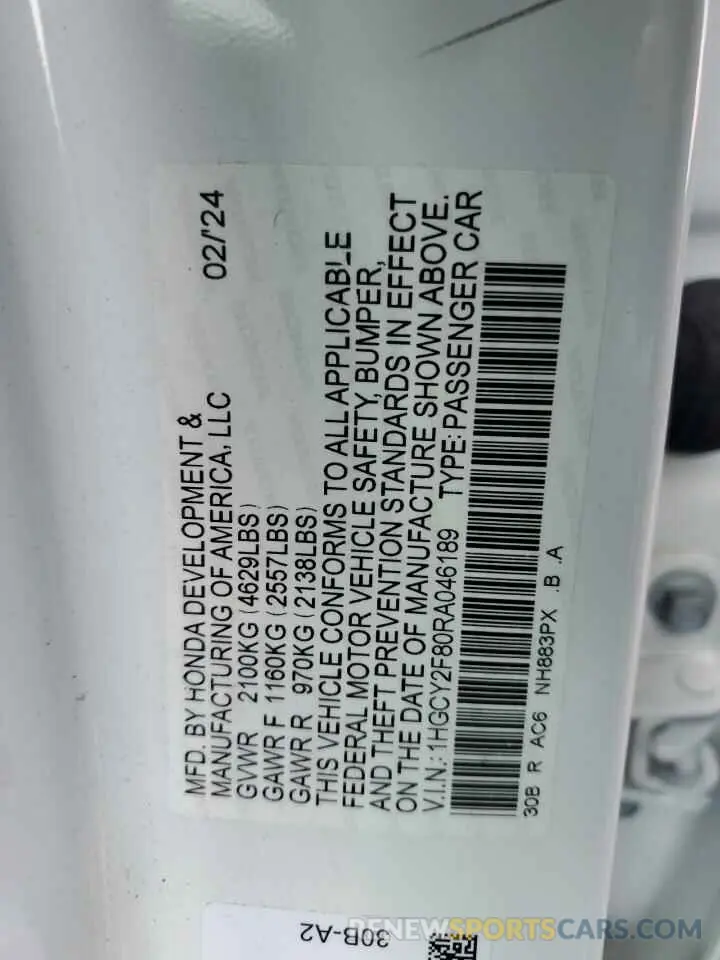 MFD. BY HONDA DEVELOPMENT &
MANUFACTURING OF AMERICA, LLC 02/'24
GVWR 2100KG (4629LBS)
GAWR F 1160KG (2557LBS)
GAWR R 970KG (2138LBS)
THIS VEHICLE CONFORMS TO ALL APPLICABLE
FEDERAL MOTOR VEHICLE SAFETY, BUMPER,
AND THEFT PREVENTION STANDARDS IN EFFECT
ON THE DATE OF MANUFACTURE SHOWN ABOVE.
V.I.N.: 1HGCY2F80RA046189 TYPE: PASSENGER CAR
30B R AC6 NH883PX .B .A
30B-A2
RENEWSPORTSCARS.COM